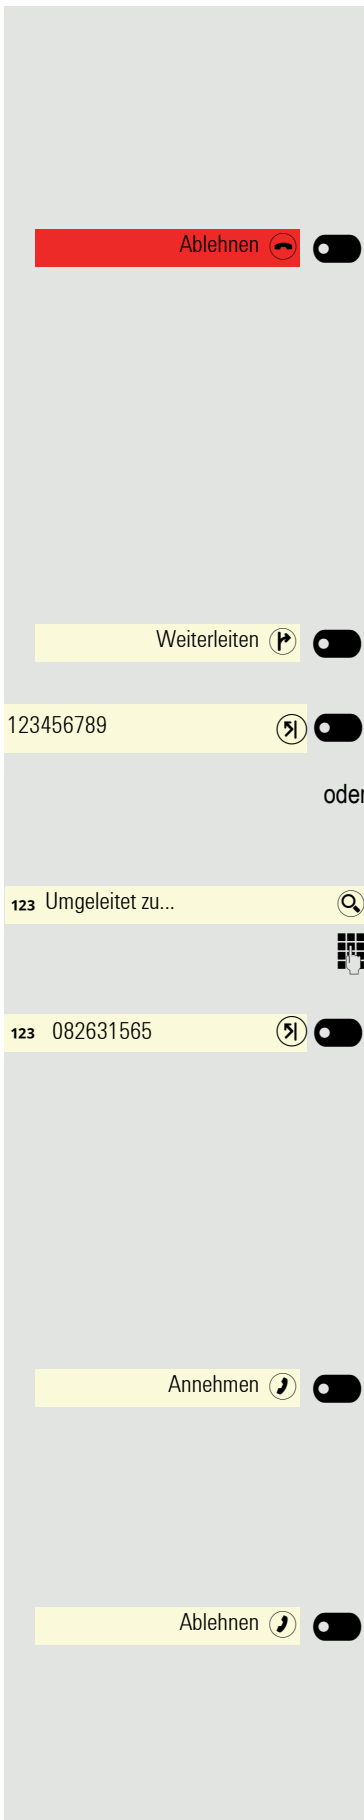 Ablehnen
Weiterleiten
123456789
oder
123 Umgeleitet zu...
123 082631565
Annehmen
Ablehnen